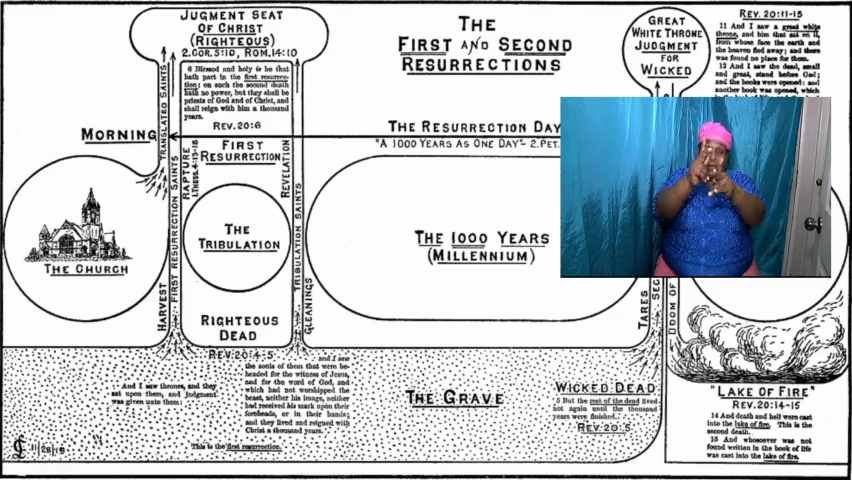 THE
FIRST AND SECOND
RESURRECTIONS
JUGMENT SEAT
OF CHRIST
(RIGHTEOUS)
2.COR.5:10, ROM.14:10
GREAT
WHITE THRONE
JUDGMENT
FOR
WICKED
REV. 20:11-15
11 And I saw a great white
throne, and him that sat on it,
from whose face the earth and
the heaven fled away; and there
was found no place for them.
12 And I saw the dead, small
and great, stand before God;
and the books were opened: and
another book was opened, which
6 Blessed and holy is he that
hath part in the first resurrec-
tion; on such the second death
hath no power, but they shall be
priests of God and of Christ, and
shall reign with him a thousand
years.
REV. 20:6
MORNING
THE RESURRECTION DAY
"A 1000 YEARS AS ONE DAY"- 2.PET.
TRANSLATED SAINTS
FIRST RESURRECTION SAINTS
RAPTURE
FIRST
RESURRECTION
REVELATION
TRIBULATION SAINTS
THE CHURCH
THE
TRIBULATION
THE 1000 YEARS
(MILLENNIUM)
HARVEST
RIGHTEOUS
DEAD
GLEANINGS
TARES
SEC
DOOM OF
REV. 20:4-5
And I saw thrones, and they
sat upon them, and judgment
was given unto them:
and I saw
the souls of them that were be-
headed for the witness of Jesus,
and for the word of God, and
which had not worshipped the
beast, neither his image, neither
had received his mark upon their
foreheads, or in their hands;
and they lived and reigned with
Christ a thousand years.
This is the first resurrection.
THE GRAVE
WICKED DEAD
5 But the rest of the dead lived
not again until the thousand
years were finished.
REV. 20:5
"LAKE OF FIRE"
REV. 20:14-15
14 And death and hell were cast
into the lake of fire. This is the
second death.
15 And whosoever was not
found written in the book of life
was cast into the lake of fire.